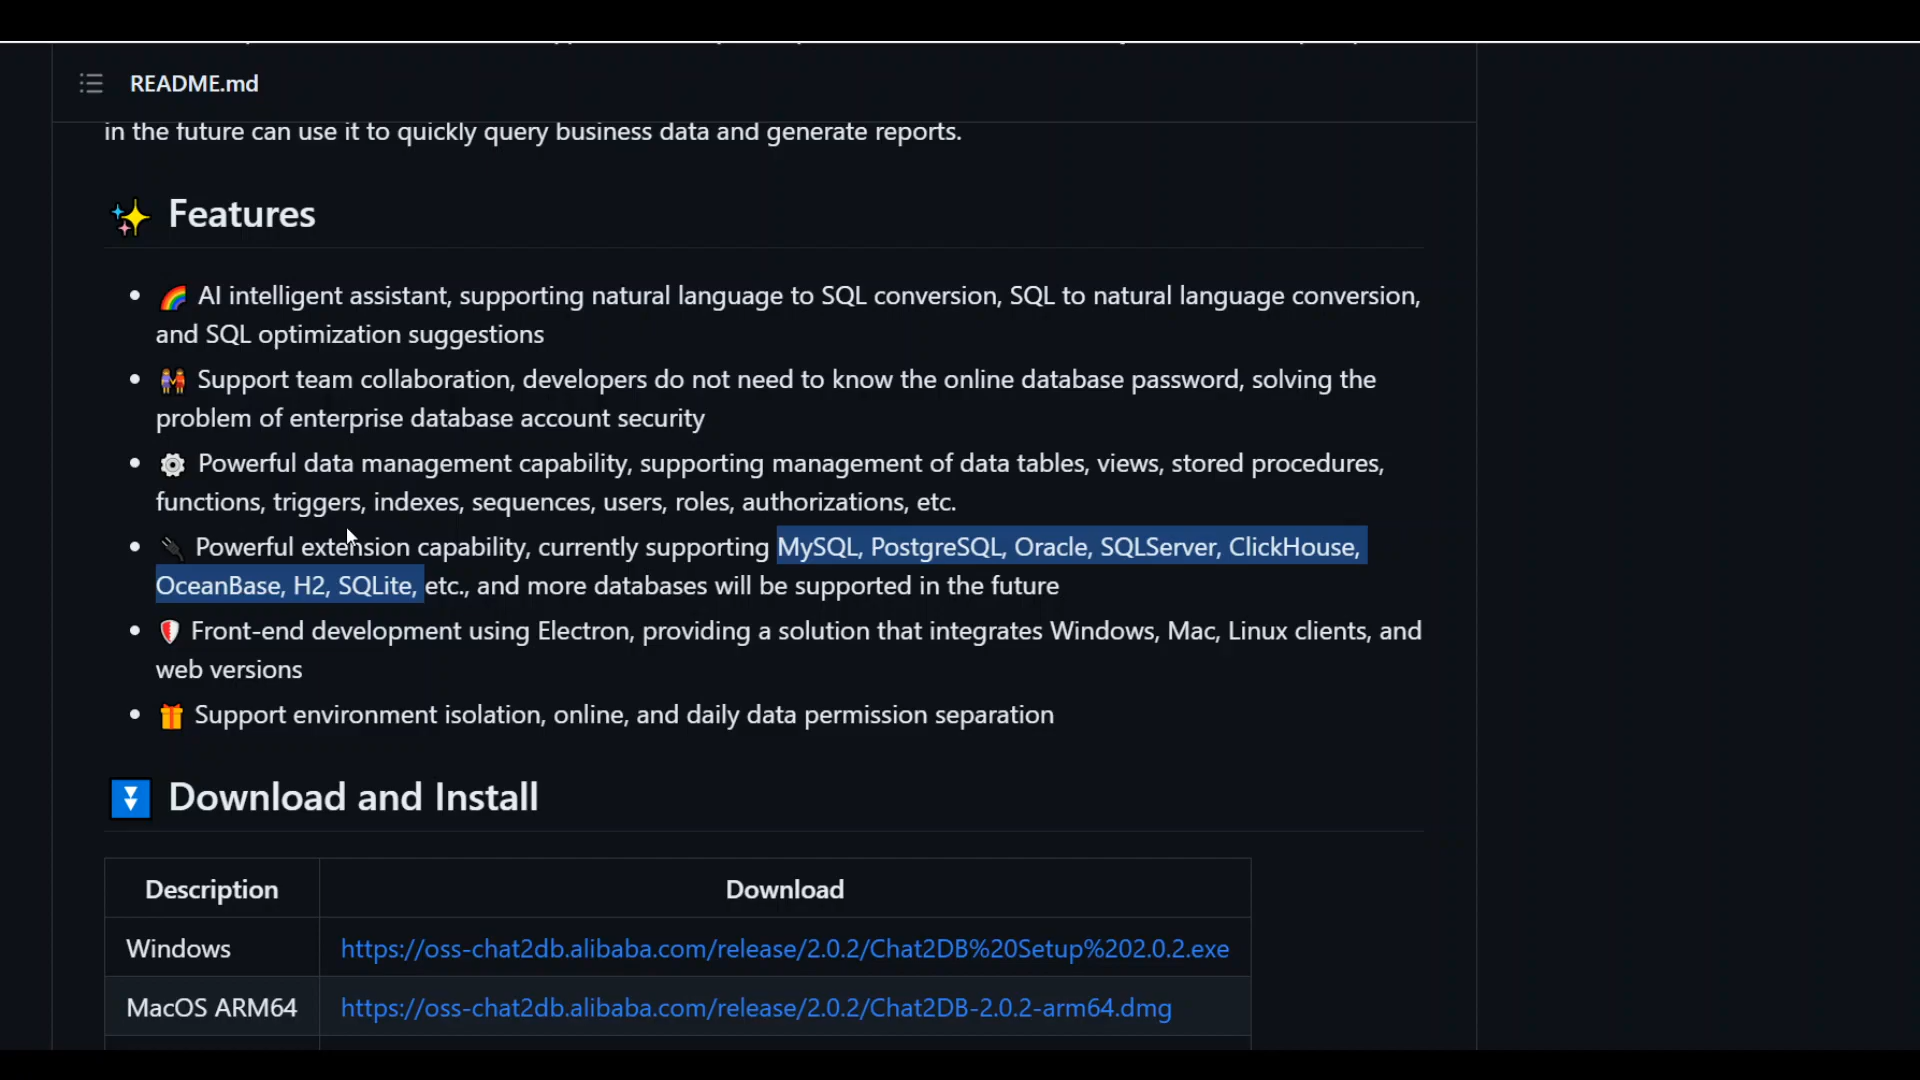 README.md
in the future can use it to quickly query business data and generate reports.
✨ Features
• 🌈 AI intelligent assistant, supporting natural language to SQL conversion, SQL to natural language conversion,
and SQL optimization suggestions
• 👭 Support team collaboration, developers do not need to know the online database password, solving the
problem of enterprise database account security
• ⚙️ Powerful data management capability, supporting management of data tables, views, stored procedures,
functions, triggers, indexes, sequences, users, roles, authorizations, etc.
• 🔌 Powerful extension capability, currently supporting MySQL, PostgreSQL, Oracle, SQLServer, ClickHouse,
OceanBase, H2, SQLite, etc., and more databases will be supported in the future
• 🛡️ Front-end development using Electron, providing a solution that integrates Windows, Mac, Linux clients, and
web versions
• 🎁 Support environment isolation, online, and daily data permission separation
⏬ Download and Install
Description Download
Windows https://oss-chat2db.alibaba.com/release/2.0.2/Chat2DB%20Setup%202.0.2.exe
MacOS ARM64 https://oss-chat2db.alibaba.com/release/2.0.2/Chat2DB-2.0.2-arm64.dmg